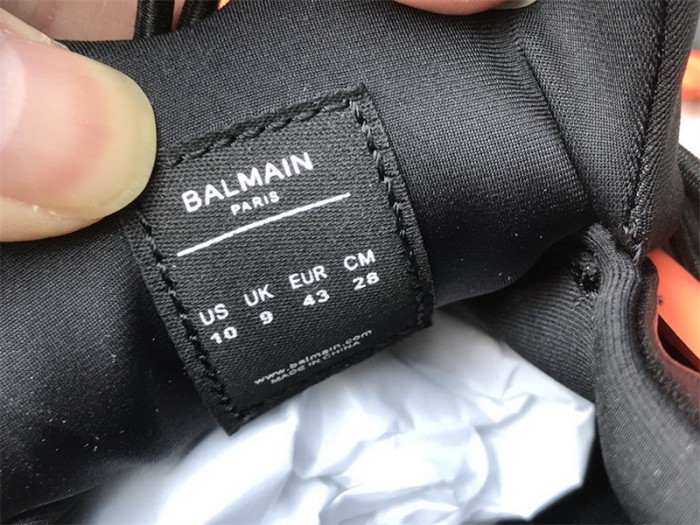 BALMAIN
PARIS
US UK EUR CM
10 9 43 28
www.balmain.com
MADE IN CHINA